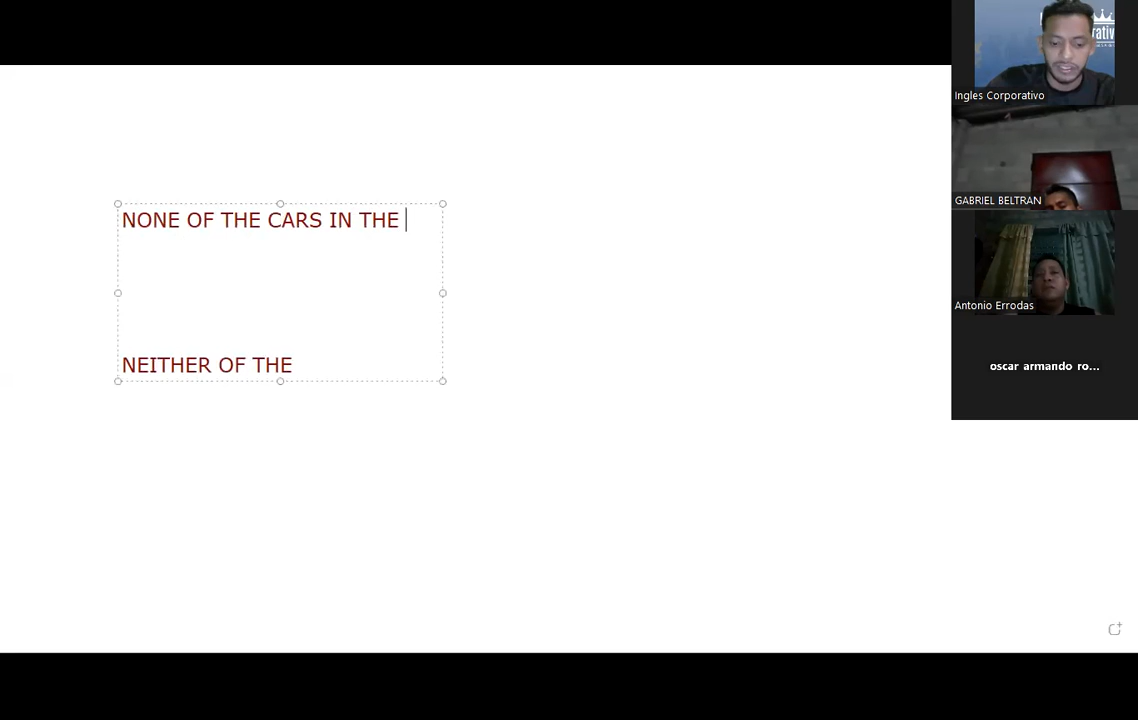 NONE OF THE CARS IN THE
NEITHER OF THE
Ingles Corporativo
GABRIEL BELTRAN
Antonio Errodas
oscar armando ro...